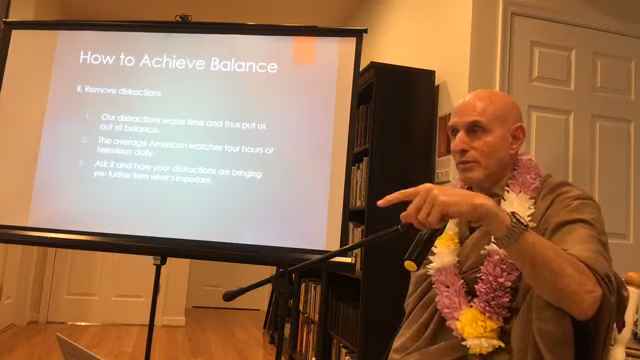 How to Achieve Balance
II. Remove distractions
1. Our distractions waste time and thus put us
out of balance.
2. The average American watches four hours of
television daily.
3. Ask if and how your distractions are bringing
you further from what's important.